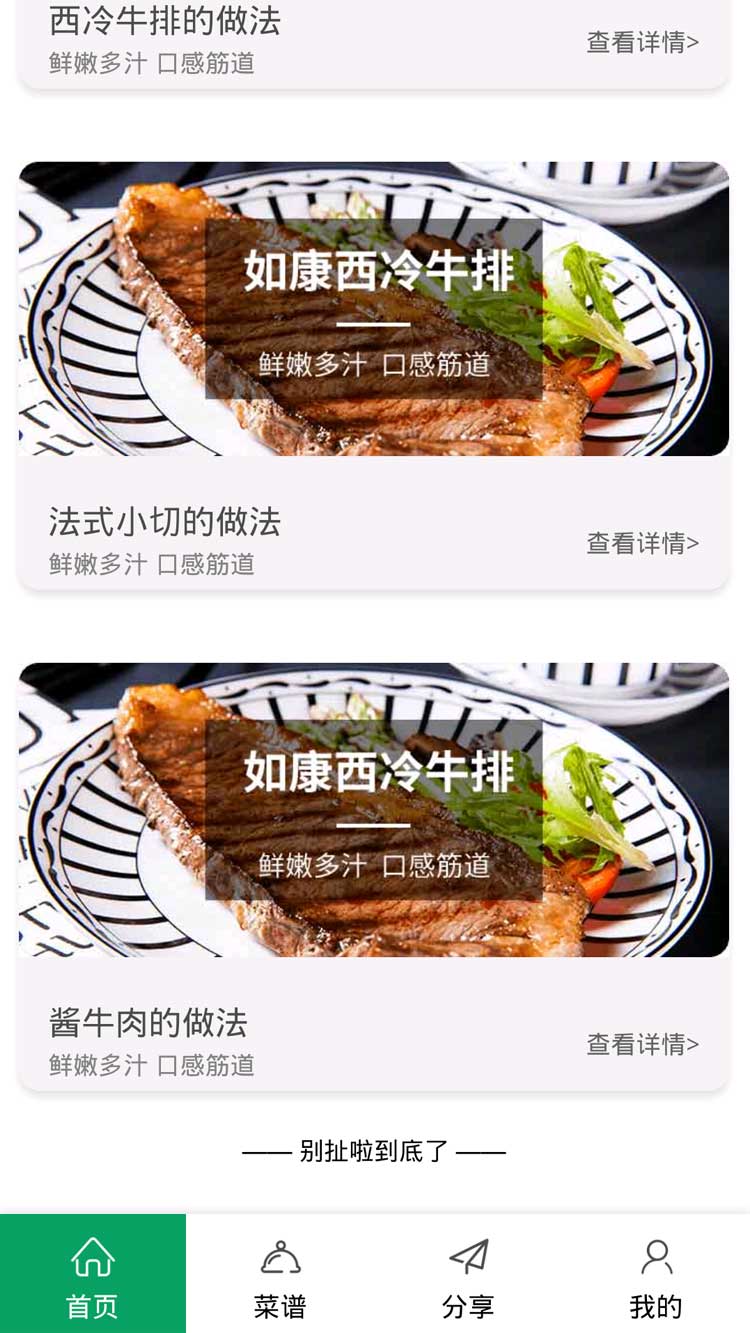 西冷牛排的做法
鲜嫩多汁 口感筋道
查看详情>
如康西冷牛排
鲜嫩多汁 口感筋道
法式小切的做法
鲜嫩多汁 口感筋道
查看详情>
如康西冷牛排
鲜嫩多汁 口感筋道
酱牛肉的做法
鲜嫩多汁 口感筋道
查看详情>
—— 别扯啦到底了 ——
首页
菜谱
分享
我的